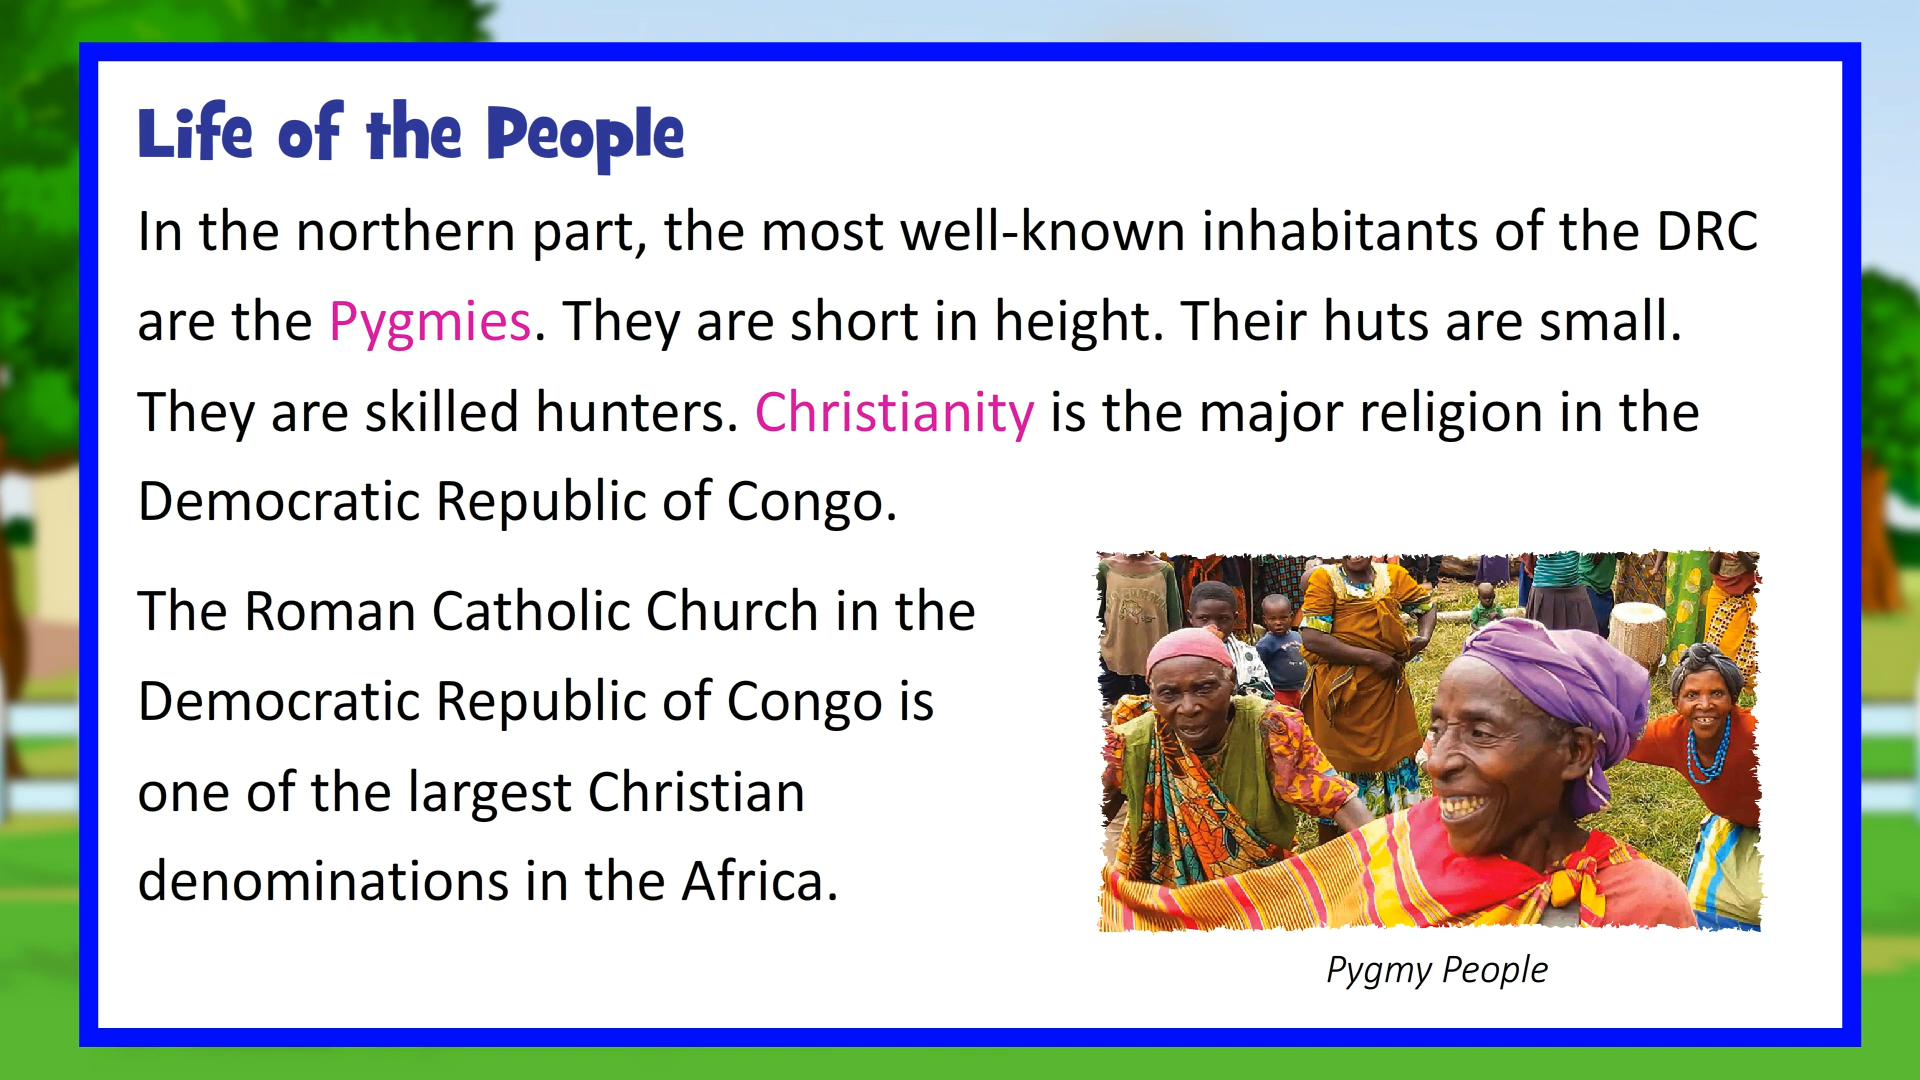 Life of the People
In the northern part, the most well-known inhabitants of the DRC
are the Pygmies. They are short in height. Their huts are small.
They are skilled hunters. Christianity is the major religion in the
Democratic Republic of Congo.
The Roman Catholic Church in the
Democratic Republic of Congo is
one of the largest Christian
denominations in the Africa.
Pygmy People